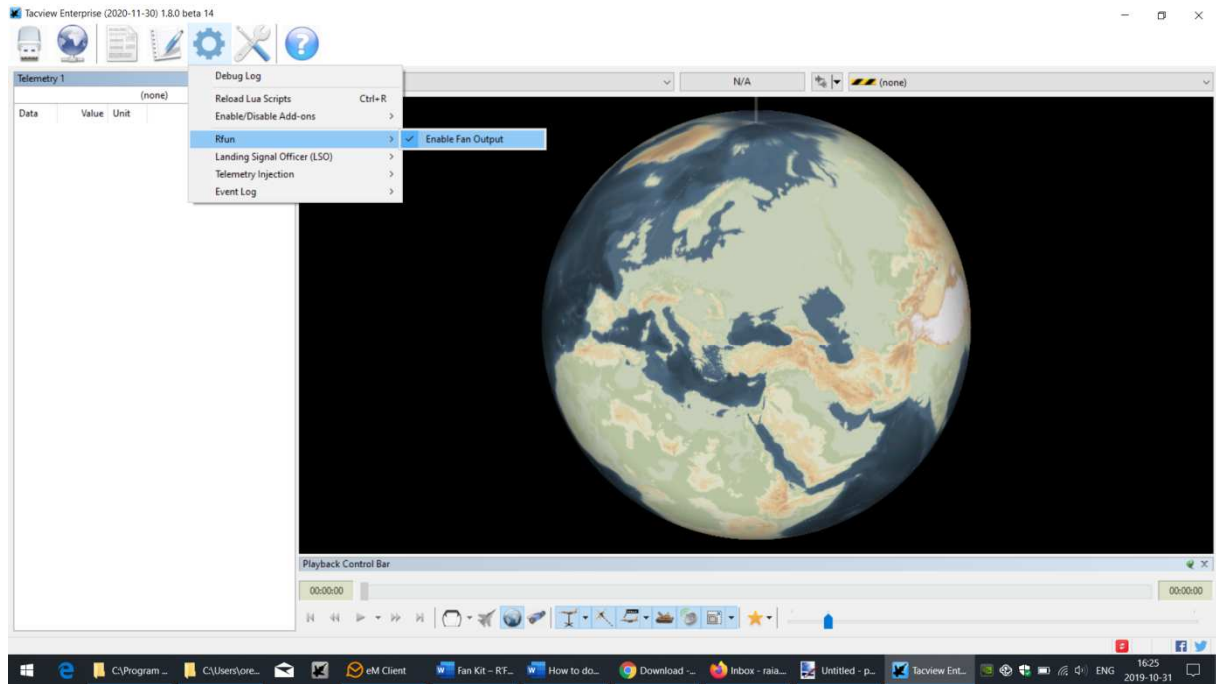 Tacview Enterprise (2020-11-30) 1.8.0 beta 14
Telemetry 1
(none)
Data Value Unit
Debug Log
Reload Lua Scripts Ctrl+R
Enable/Disable Add-ons
Rfun
Enable Fan Output
Landing Signal Officer (LSO)
Telemetry Injection
Event Log
N/A
(none)
Playback Control Bar
00:00:00
00:00:00
C:\Program ...
C:\Users\ore...
eM Client
Fan Kit – R'F...
How to do...
Download -...
Inbox - raia...
Untitled - p...
Tacview Ent...
ENG
16:25
2019-10-31